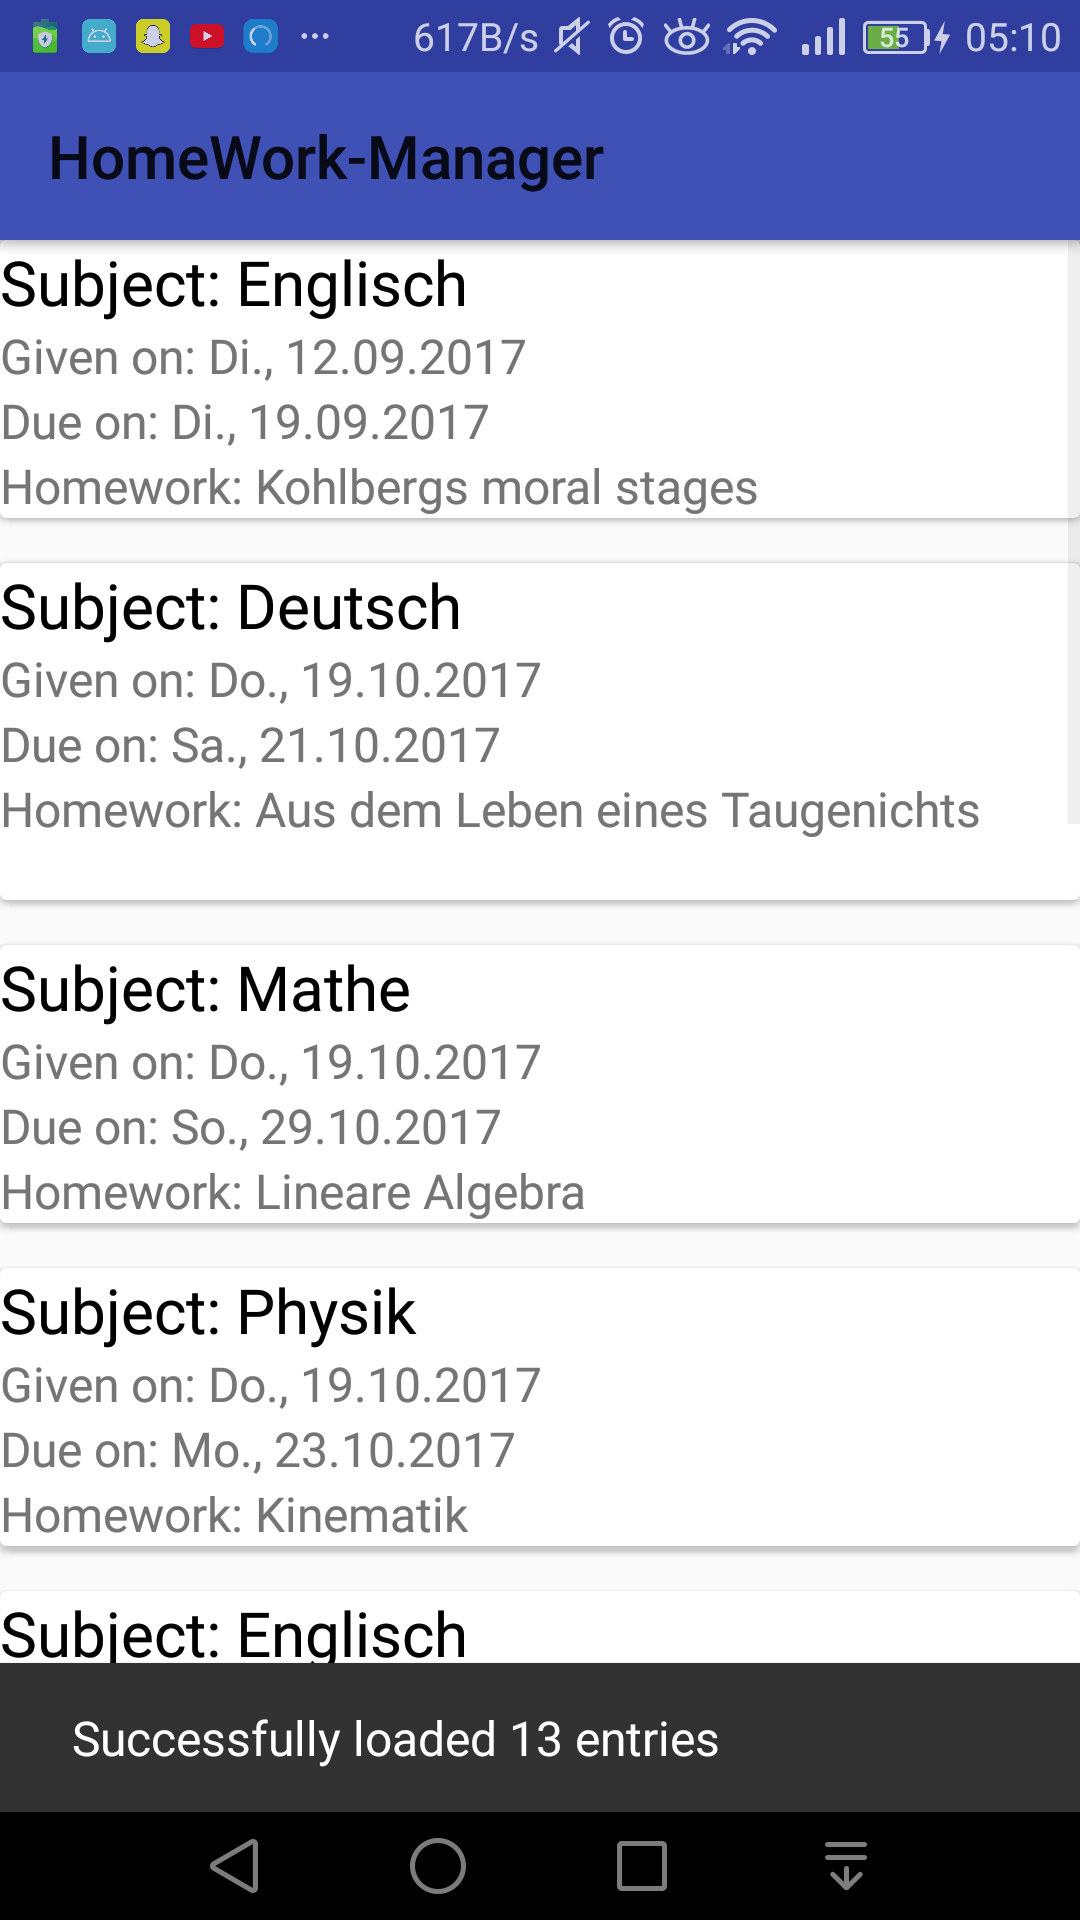 617B/s 55 05:10
HomeWork-Manager
Subject: Englisch
Given on: Di., 12.09.2017
Due on: Di., 19.09.2017
Homework: Kohlbergs moral stages
Subject: Deutsch
Given on: Do., 19.10.2017
Due on: Sa., 21.10.2017
Homework: Aus dem Leben eines Taugenichts
Subject: Mathe
Given on: Do., 19.10.2017
Due on: So., 29.10.2017
Homework: Lineare Algebra
Subject: Physik
Given on: Do., 19.10.2017
Due on: Mo., 23.10.2017
Homework: Kinematik
Subject: Englisch
Successfully loaded 13 entries